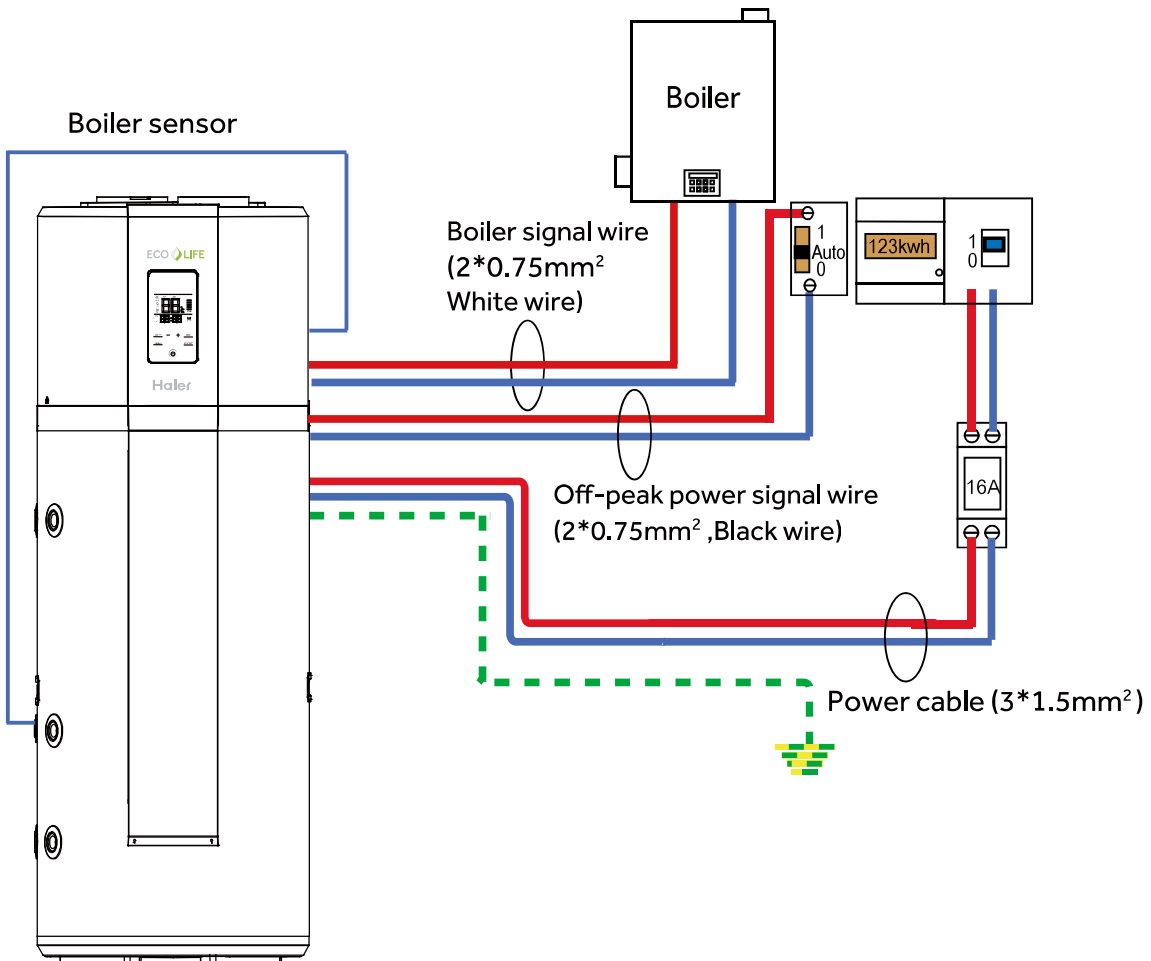 Boiler
Boiler sensor
ECO LIFE
Haier
Boiler signal wire
(2*0.75mm²
White wire)
1
Auto
0
123kwh
1
0
Off-peak power signal wire
(2*0.75mm² ,Black wire)
16A
Power cable (3*1.5mm²)